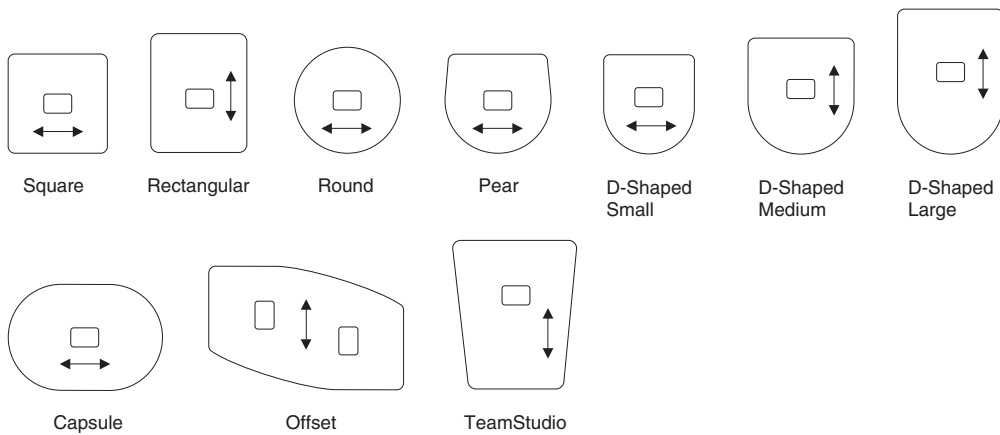 Square
Rectangular
Round
Pear
D-Shaped
Small
D-Shaped
Medium
D-Shaped
Large
Capsule
Offset
TeamStudio